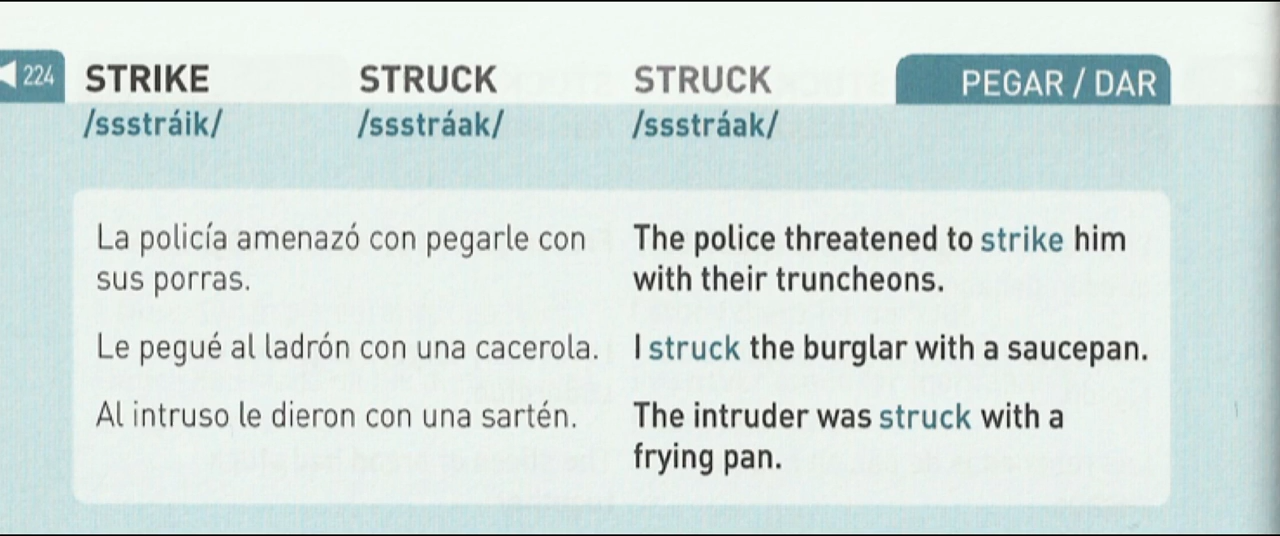 224 STRIKE STRUCK STRUCK PEGAR / DAR
/ssstráik/ /ssstráak/ /ssstráak/
La policía amenazó con pegarle con
sus porras.
The police threatened to strike him
with their truncheons.
Le pegué al ladrón con una cacerola.
I struck the burglar with a saucepan.
Al intruso le dieron con una sartén.
The intruder was struck with a
frying pan.